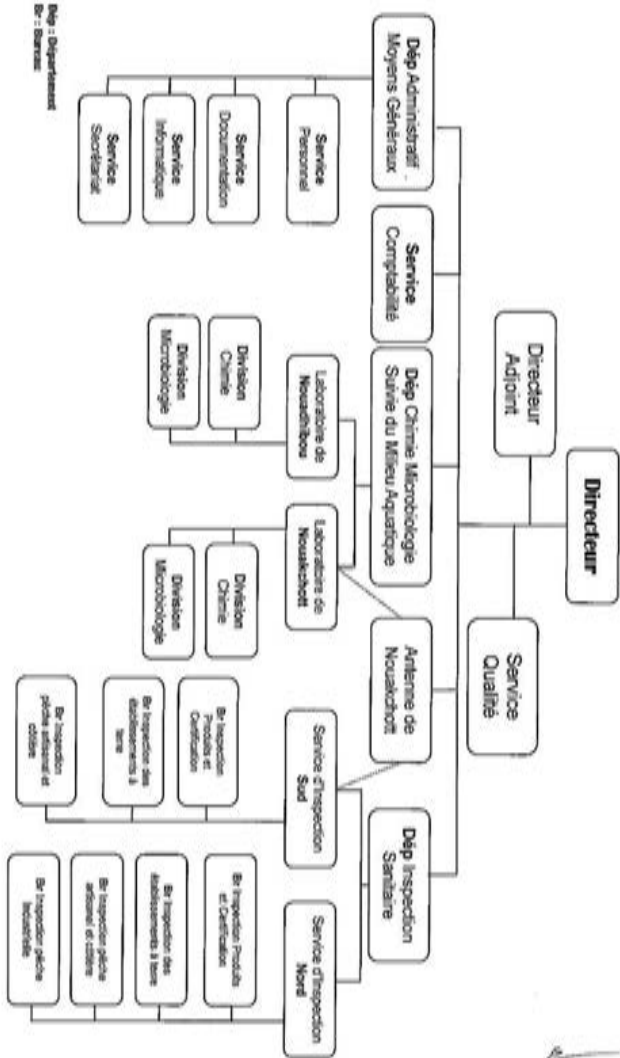 Directeur
Directeur
Adjoint
Service
Qualité
Dép Administratif
Moyens Généraux
Service
Comptabilité
Dép Chimie Microbiologie
Suivie du Milieu Aquatique
Antenne de
Nouakchott
Dép Inspection
Sanitaire
Service
Personnel
Service
Documentation
Service
Informatique
Service
Secrétariat
Laboratoire de
Nouadhibou
Division
Chimie
Division
Microbiologie
Laboratoire de
Nouakchott
Division
Chimie
Division
Microbiologie
Service d'Inspection
Sud
Br Inspection
Produits et
Certification
Br Inspection des
établissements à
terre
Br Inspection
pêche artisanal et
côtière
Service d'Inspection
Nord
Br Inspection Produits
et Certification
Br Inspection des
établissements à terre
Br Inspection pêche
artisanal et côtière
Br Inspection pêche
Industrielle
Dép : Département
Br : Bureau